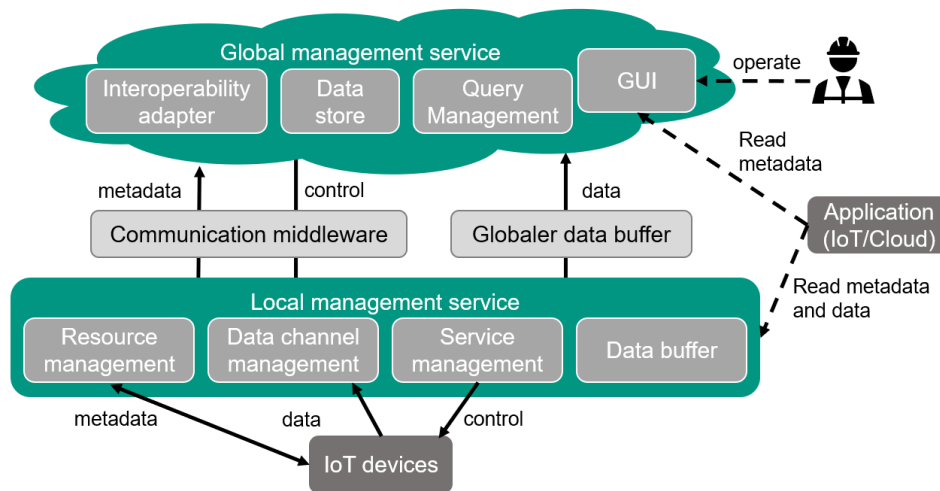 Global management service
Interoperability
adapter
Data
store
Query
Management
GUI
operate
Read
metadata
metadata
control
data
Communication middleware
Globaler data buffer
Application
(IoT/Cloud)
Read metadata
and data
Local management service
Resource
management
Data channel
management
Service
management
Data buffer
metadata
data
control
IoT devices